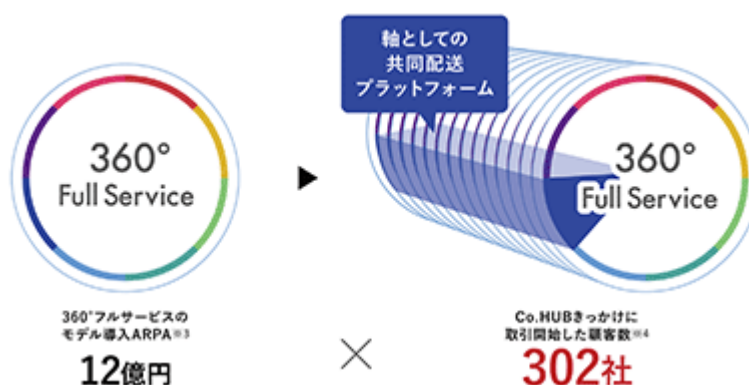 軸としての
共同配送
プラットフォーム
360°
Full Service
360°
Full Service
360°フルサービスの
モデル導入ARPA※3
12億円
×
Co.HUBきっかけに
取引開始した顧客数※4
302社